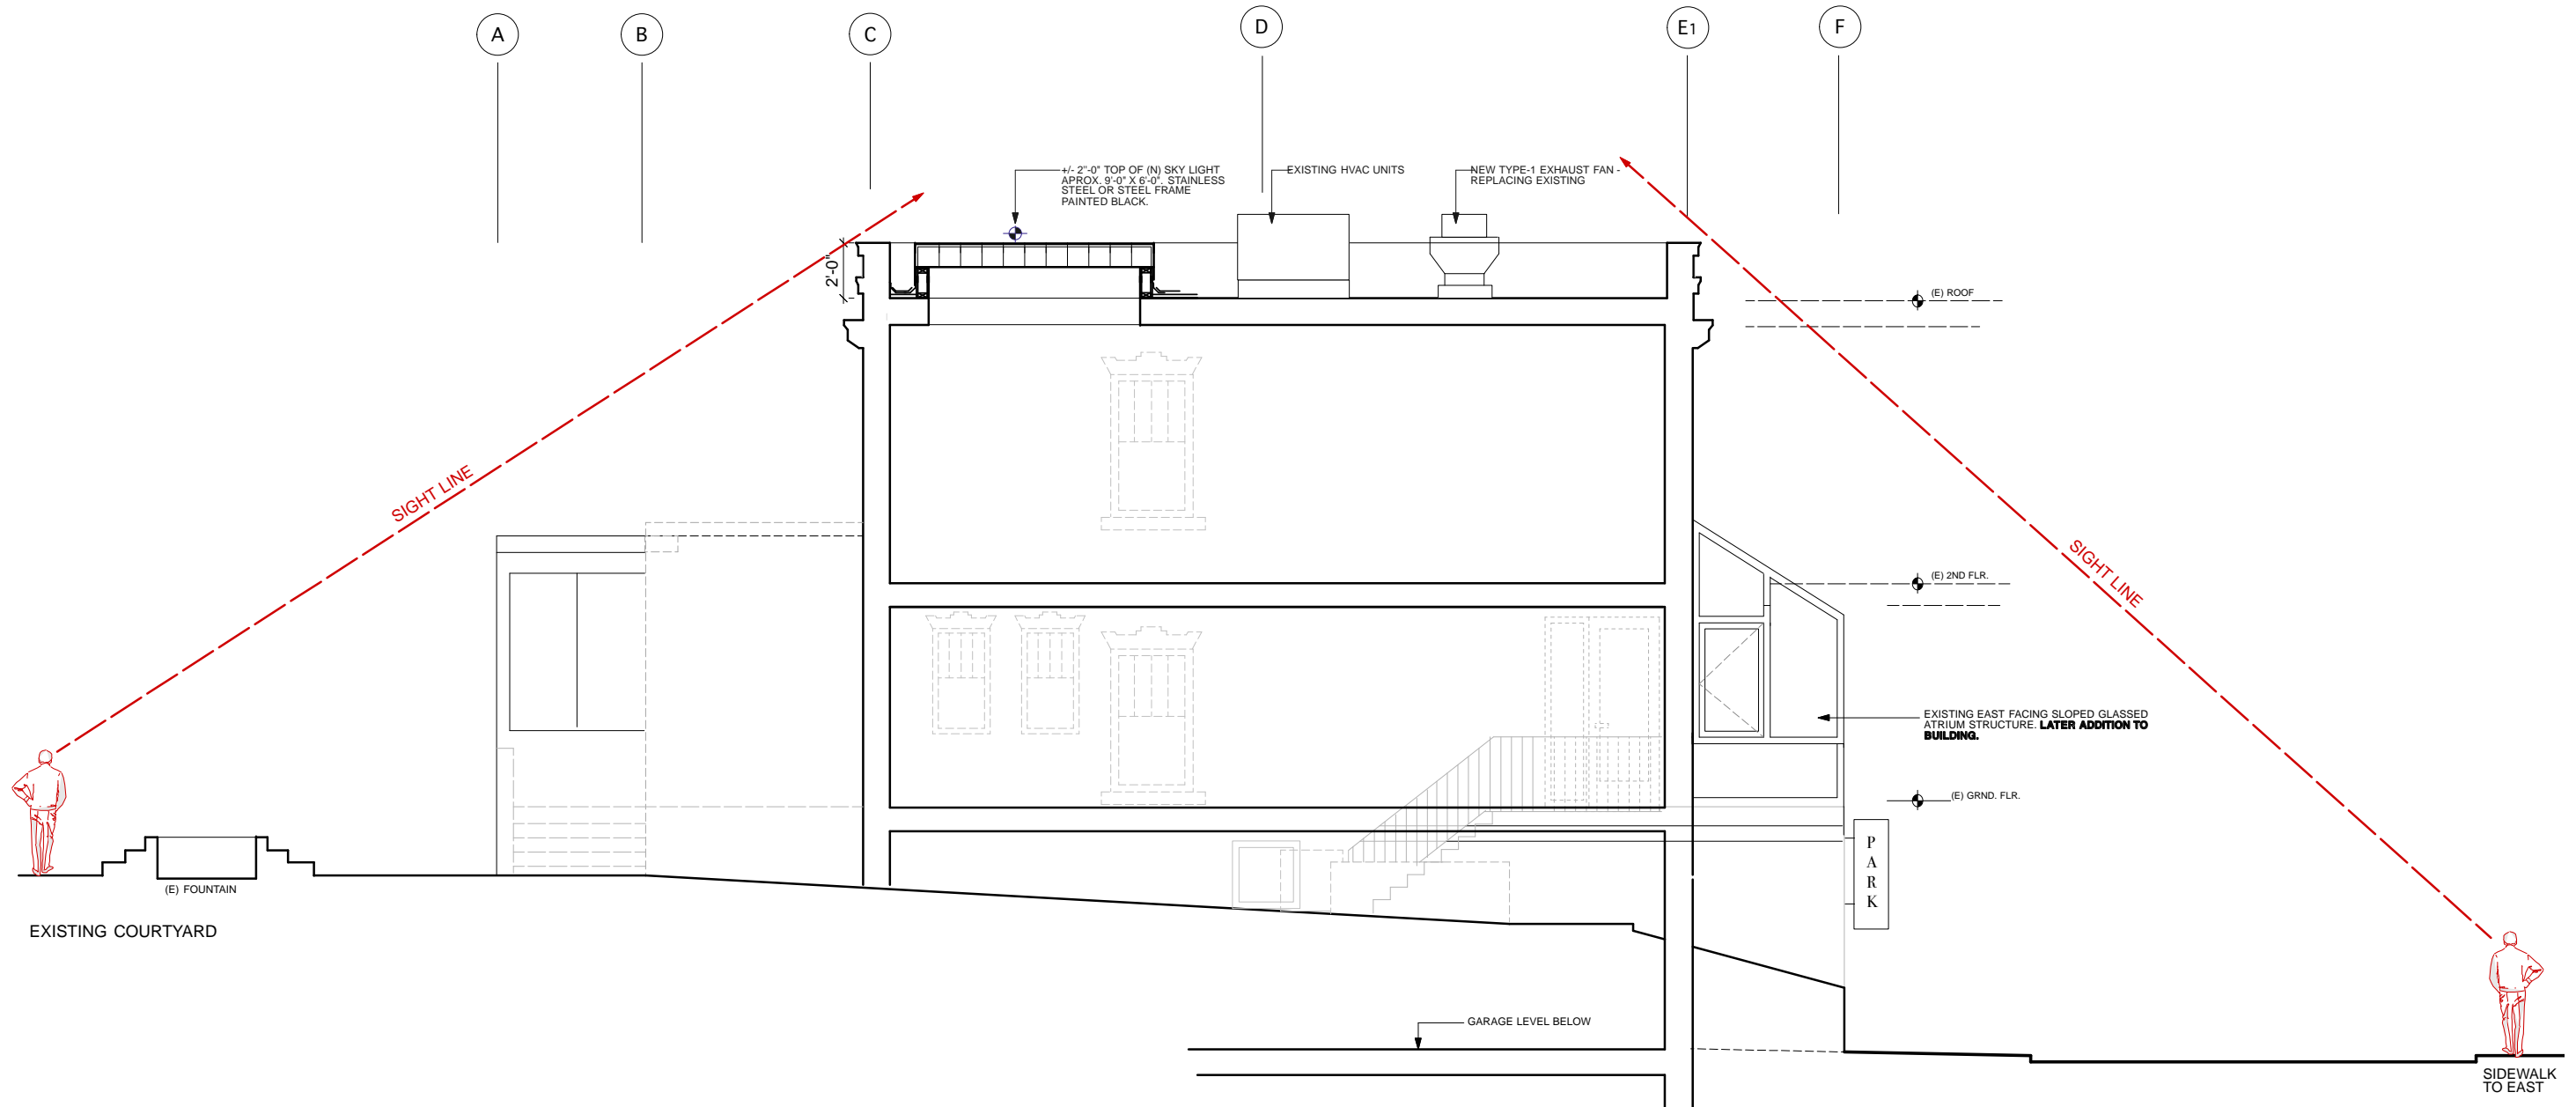 A
B
C
D
E1
F
+/- 2"-0" TOP OF (N) SKY LIGHT
APROX. 9'-0" X 6'-0". STAINLESS
STEEL OR STEEL FRAME
PAINTED BLACK.
EXISTING HVAC UNITS
NEW TYPE-1 EXHAUST FAN -
REPLACING EXISTING
2'-0"
(E) ROOF
SIGHT LINE
SIGHT LINE
(E) 2ND FLR.
EXISTING EAST FACING SLOPED GLASSED
ATRIUM STRUCTURE. LATER ADDITION TO
BUILDING.
(E) GRND. FLR.
P
A
R
K
(E) FOUNTAIN
EXISTING COURTYARD
GARAGE LEVEL BELOW
SIDEWALK
TO EAST